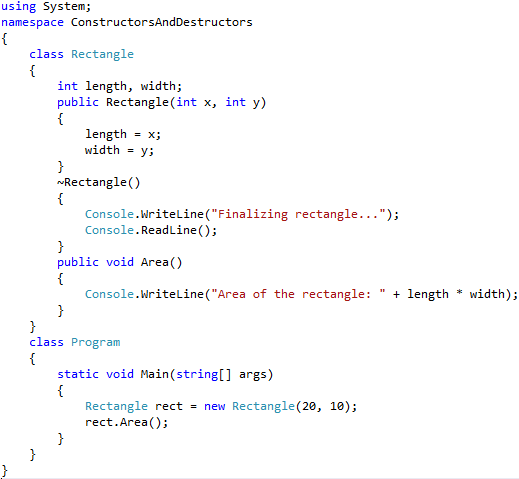 using System;
namespace ConstructorsAndDestructors
{
    class Rectangle
    {
        int length, width;
        public Rectangle(int x, int y)
        {
            length = x;
            width = y;
        }
        ~Rectangle()
        {
            Console.WriteLine("Finalizing rectangle...");
            Console.ReadLine();
        }
        public void Area()
        {
            Console.WriteLine("Area of the rectangle: " + length * width);
        }
    }
    class Program
    {
        static void Main(string[] args)
        {
            Rectangle rect = new Rectangle(20, 10);
            rect.Area();
        }
    }
}